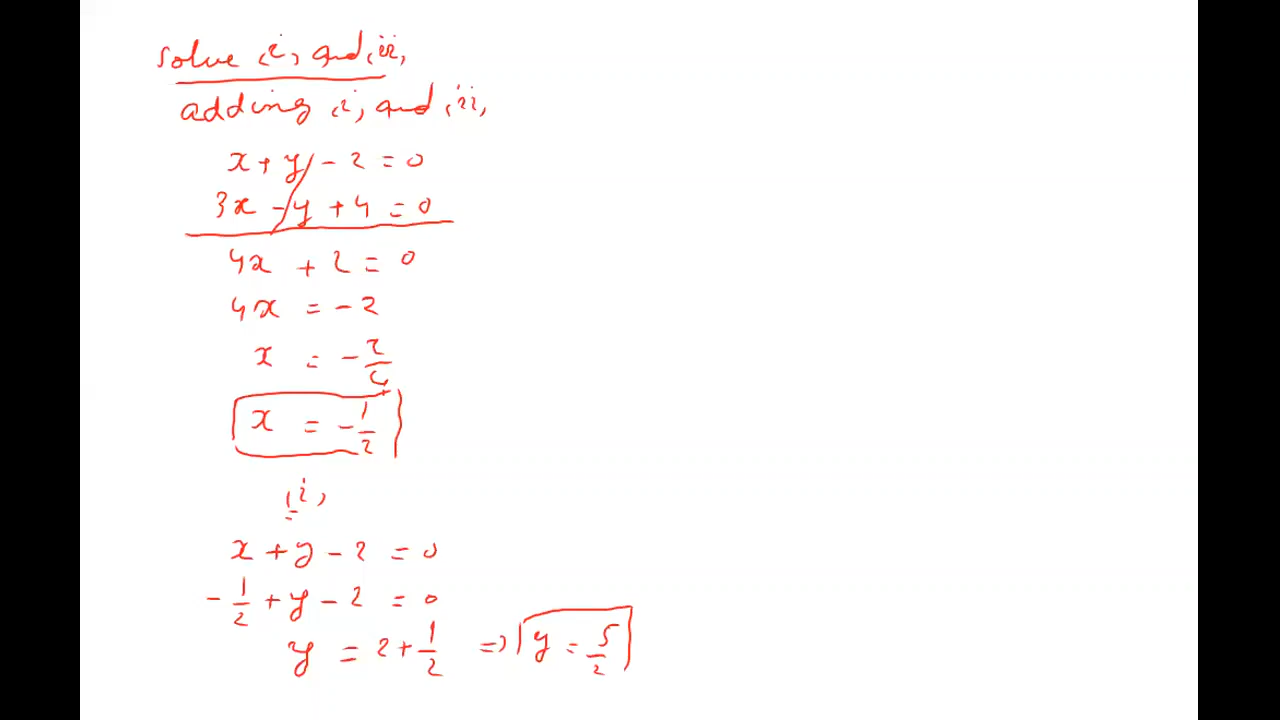 solve (i) and (ii)
adding (i) and (ii)
x + y - 2 = 0
3x - y + 4 = 0
4x + 2 = 0
4x = - 2
x = - 2/4
x = - 1/2
(i)
x + y - 2 = 0
- 1/2 + y - 2 = 0
y = 2 + 1/2 => y = 5/2